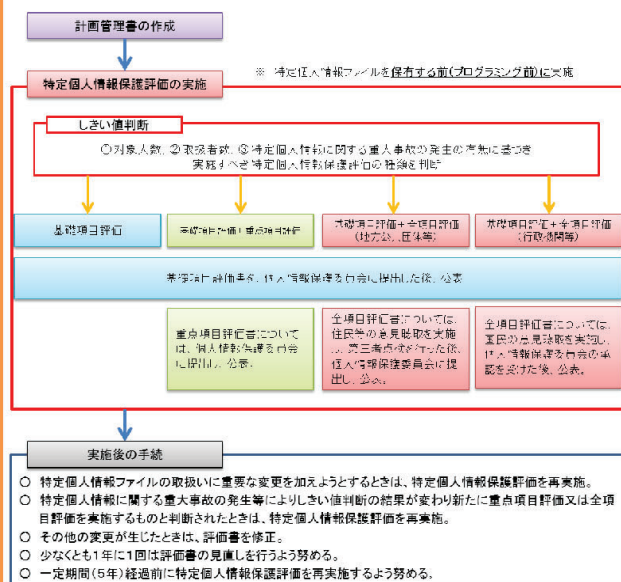 計画管理書の作成
特定個人情報保護評価の実施
※ 特定個人情報ファイルを保有する前(プログラミング前)に実施
しきい値判断
①対象人数、②取扱者数、③特定個人情報に関する重大事故の発生の有無に基づき
実施すべき特定個人情報保護評価の種類を判断
基礎項目評価
基礎項目評価+重点項目評価
基礎項目評価+全項目評価
(地方公共団体等)
基礎項目評価+全項目評価
(行政機関等)
基礎項目評価書を、個人情報保護委員会に提出した後、公表
重点項目評価書について
は、個人情報保護委員会
に提出し、公表。
全項目評価書については、
住民等の意見聴取を実施
し、第三者点検を行った後、
個人情報保護委員会に提
出し、公表。
全項目評価書については、
国民の意見聴取を実施し、
個人情報保護委員会の承
認を受けた後、公表。
実施後の手続
○ 特定個人情報ファイルの取扱いに重要な変更を加えようとするときは、特定個人情報保護評価を再実施。
○ 特定個人情報に関する重大事故の発生等によりしきい値判断の結果が変わり新たに重点項目評価又は全項
目評価を実施するものと判断されたときは、特定個人情報保護評価を再実施。
○ その他の変更が生じたときは、評価書を修正。
○ 少なくとも1年に1回は評価書の見直しを行うよう努める。
○ 一定期間(5年)経過前に特定個人情報保護評価を再実施するよう努める。